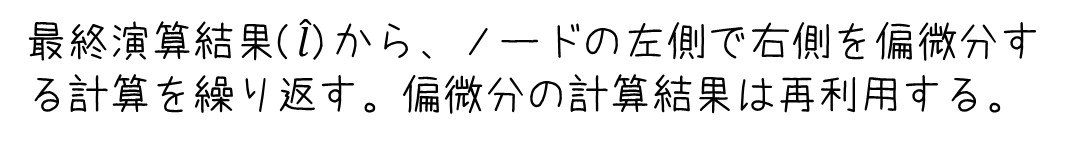 最終演算結果(l̂)から、ノードの左側で右側を偏微分す
る計算を繰り返す。偏微分の計算結果は再利用する。